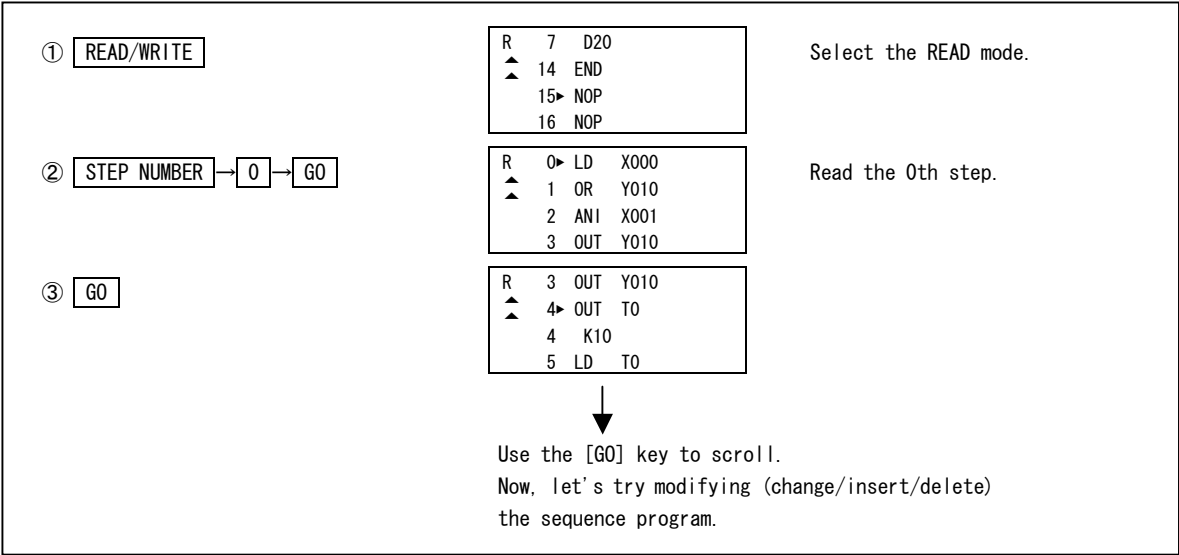 ① READ/WRITE
R 7 D20
14 END
15▶ NOP
16 NOP
Select the READ mode.
② STEP NUMBER → 0 → GO
R 0▶ LD X000
1 OR Y010
2 ANI X001
3 OUT Y010
Read the 0th step.
③ GO
R 3 OUT Y010
4▶ OUT T0
4 K10
5 LD T0
Use the [GO] key to scroll.
Now, let's try modifying (change/insert/delete)
the sequence program.